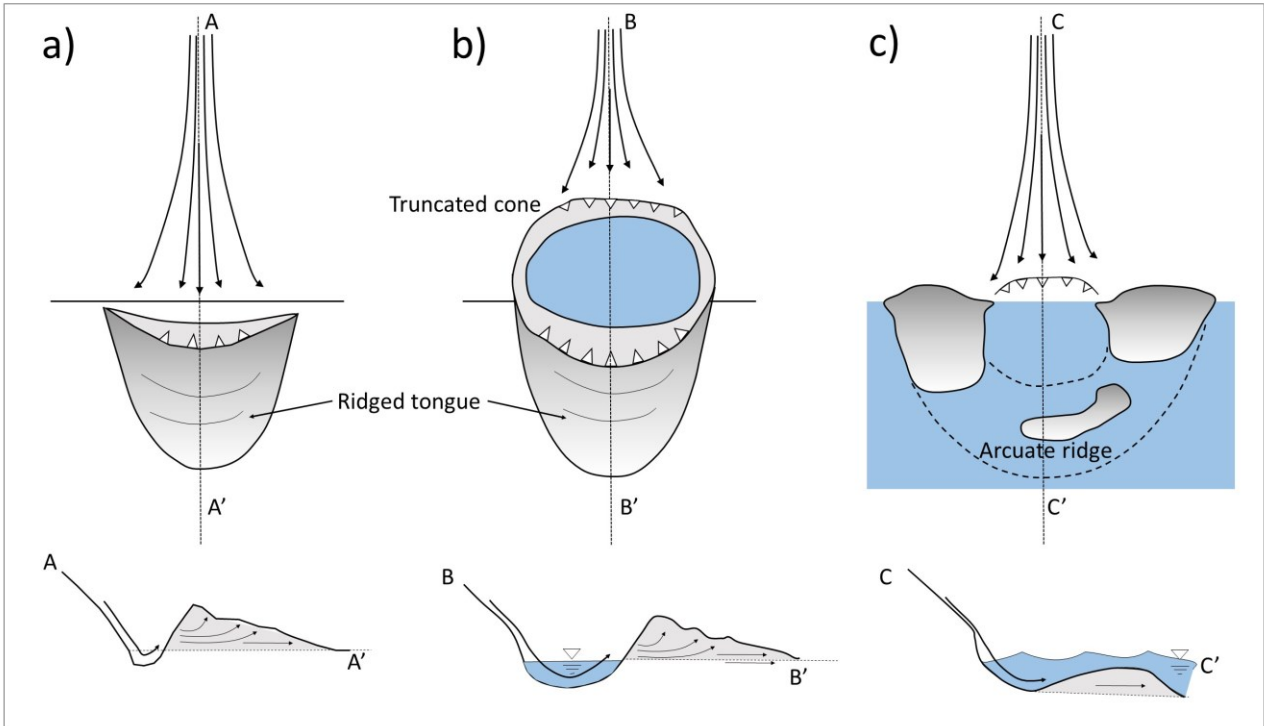 a)
A
b)
B
c)
C
Truncated cone
Ridged tongue
Arcuate ridge
A’
B’
C’
A
A’
B
B’
C
C’